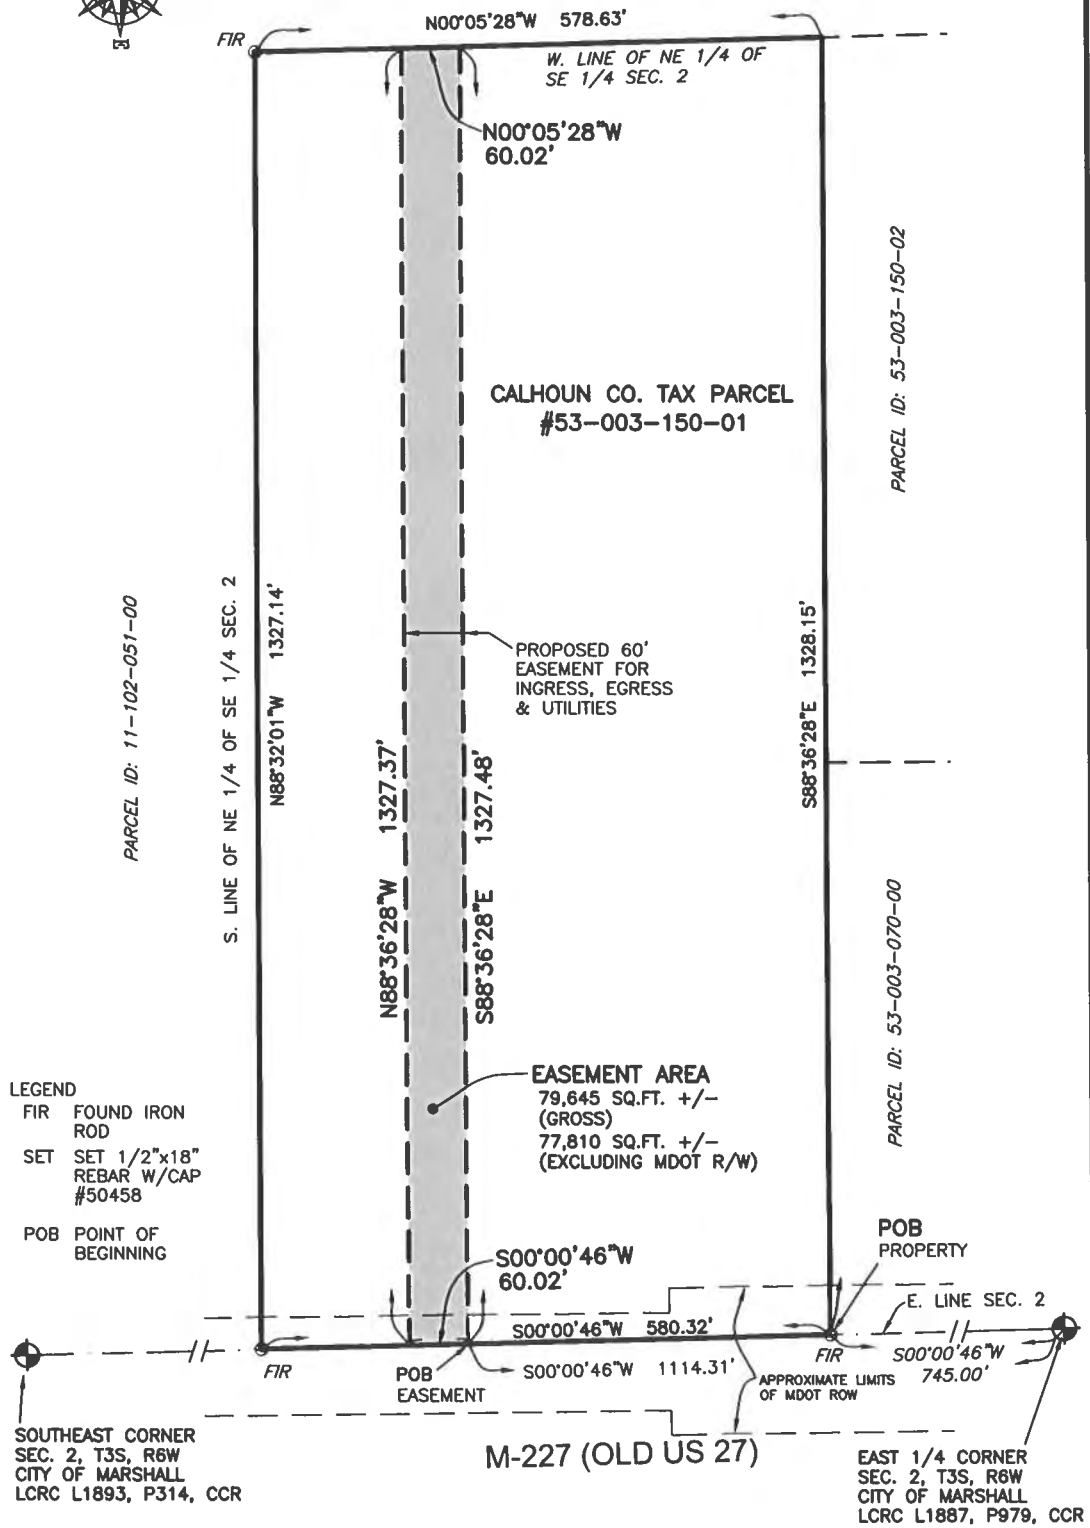 E
N00°05'28"W 578.63'
FIR
W. LINE OF NE 1/4 OF
SE 1/4 SEC. 2
N00°05'28"W
60.02'
PARCEL ID: 53-003-150-02
CALHOUN CO. TAX PARCEL
#53-003-150-01
PARCEL ID: 11-102-051-00
S. LINE OF NE 1/4 OF SE 1/4 SEC. 2
N88°32'01"W 1327.14'
PROPOSED 60'
EASEMENT FOR
INGRESS, EGRESS
& UTILITIES
S88°36'28"E 1328.15'
N88°36'28"W 1327.37'
S88°36'28"E 1327.48'
PARCEL ID: 53-003-070-00
EASEMENT AREA
79,645 SQ.FT. +/-
(GROSS)
77,810 SQ.FT. +/-
(EXCLUDING MDOT R/W)
LEGEND
FIR FOUND IRON
ROD
SET SET 1/2"x18"
REBAR W/CAP
#50458
POB POINT OF
BEGINNING
POB
PROPERTY
S00°00'46"W
60.02'
E. LINE SEC. 2
S00°00'46"W 580.32'
FIR
FIR
S00°00'46"W
745.00'
POB
EASEMENT
S00°00'46"W 1114.31'
APPROXIMATE LIMITS
OF MDOT ROW
M-227 (OLD US 27)
SOUTHEAST CORNER
SEC. 2, T3S, R6W
CITY OF MARSHALL
LCRC L1893, P314, CCR
EAST 1/4 CORNER
SEC. 2, T3S, R6W
CITY OF MARSHALL
LCRC L1887, P979, CCR